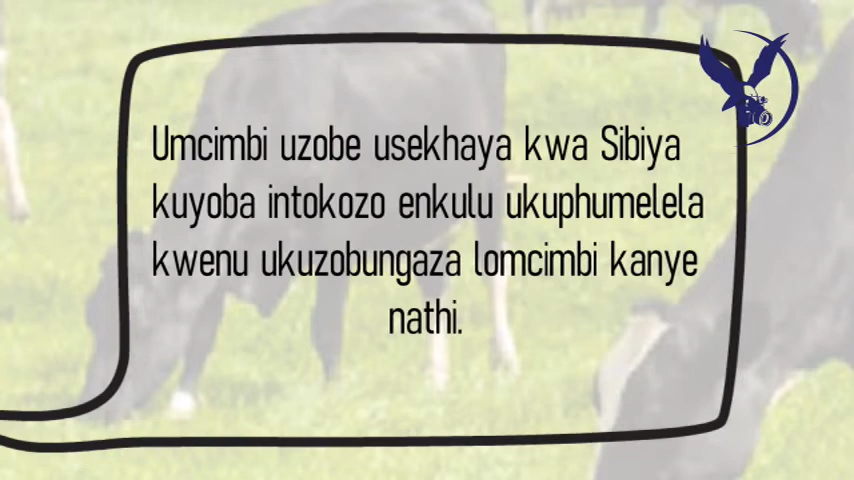 Umcimbi uzobe usekhaya kwa Sibiya
kuyoba intokozo enkulu ukuphumelela
kwenu ukuzobungaza lomcimbi kanye
nathi.